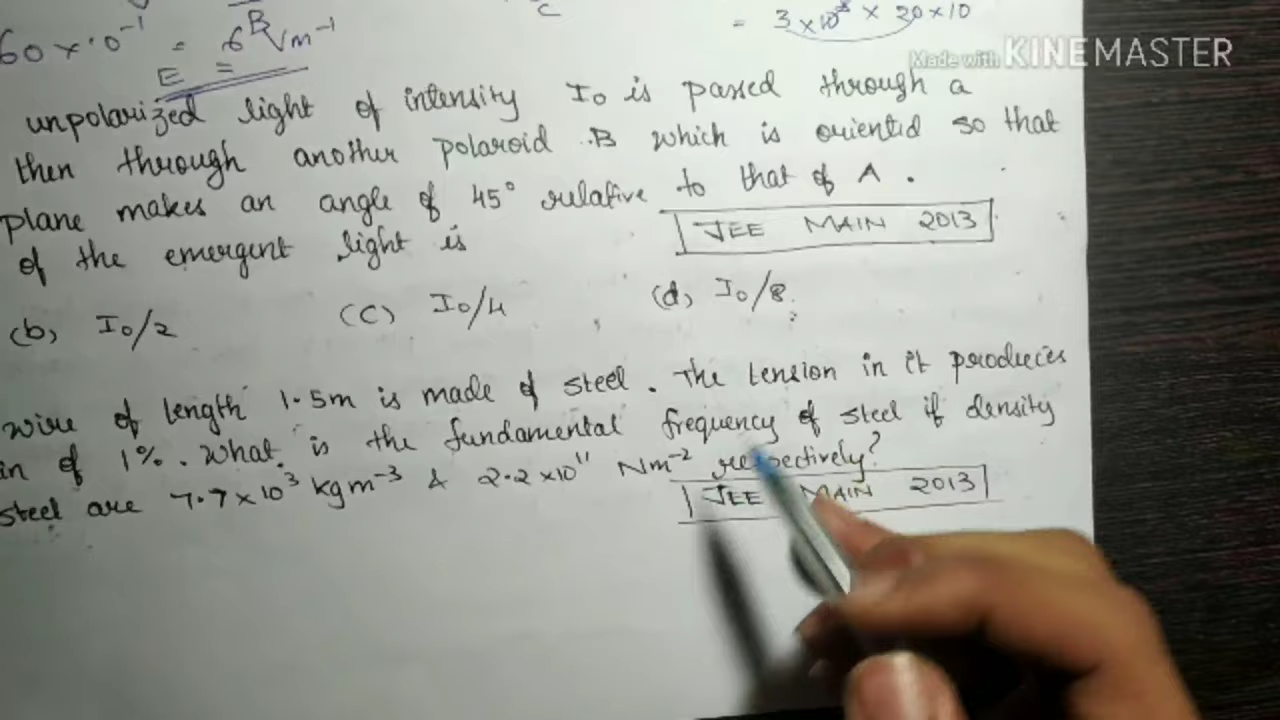 = 3 × 10⁸ × 20 × 10
60 × 10⁻¹ = 6 V m⁻¹
E =
Made with KINEMASTER
unpolarized light of intensity I₀ is passed through a
then through another polaroid B which is oriented so that
plane makes an angle of 45° relative to that of A.
of the emergent light is
JEE MAIN 2013
(b) I₀/2 (c) I₀/4 (d) I₀/8
wire of length 1.5m is made of steel. The tension in it produces
in of 1%. What is the fundamental frequency of steel if density
steel are 7.7 × 10³ kg m⁻³ & 2.2 × 10¹¹ Nm⁻² respectively?
JEE MAIN 2013